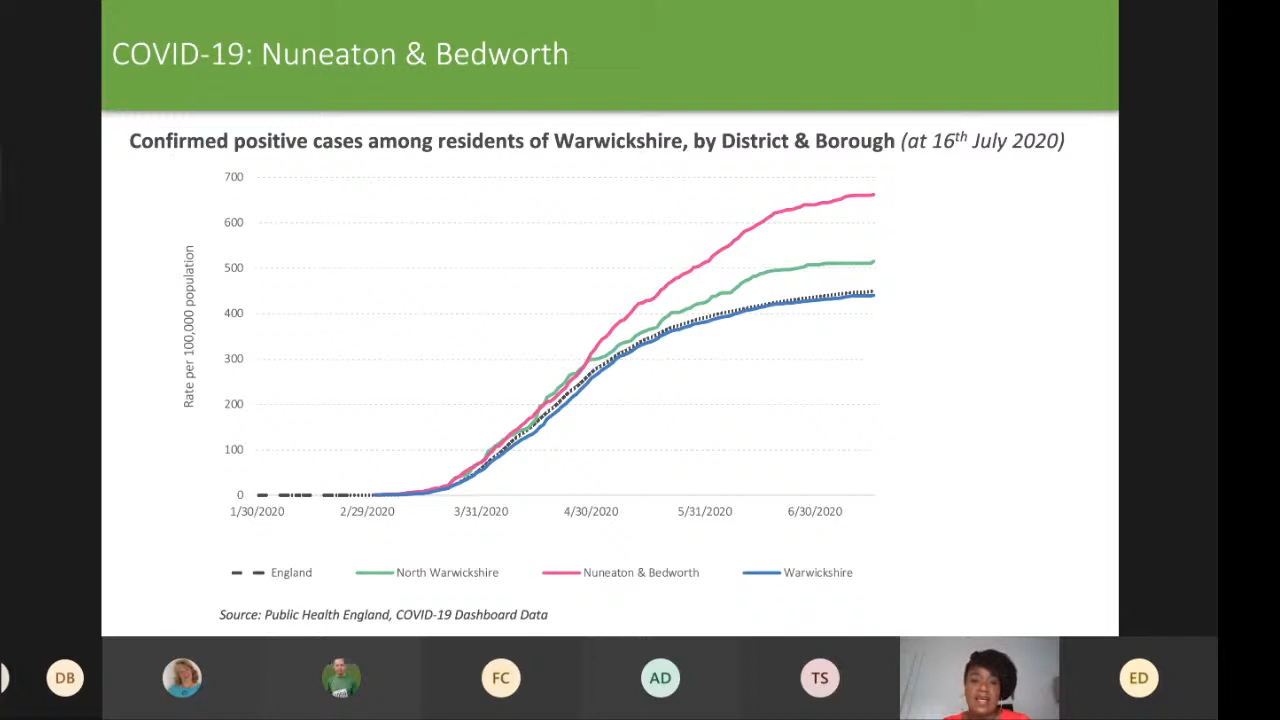 COVID-19: Nuneaton & Bedworth
Confirmed positive cases among residents of Warwickshire, by District & Borough (at 16th July 2020)
Rate per 100,000 population
700
600
500
400
300
200
100
0
1/30/2020 2/29/2020 3/31/2020 4/30/2020 5/31/2020 6/30/2020
England North Warwickshire Nuneaton & Bedworth Warwickshire
Source: Public Health England, COVID-19 Dashboard Data
DB FC AD TS ED